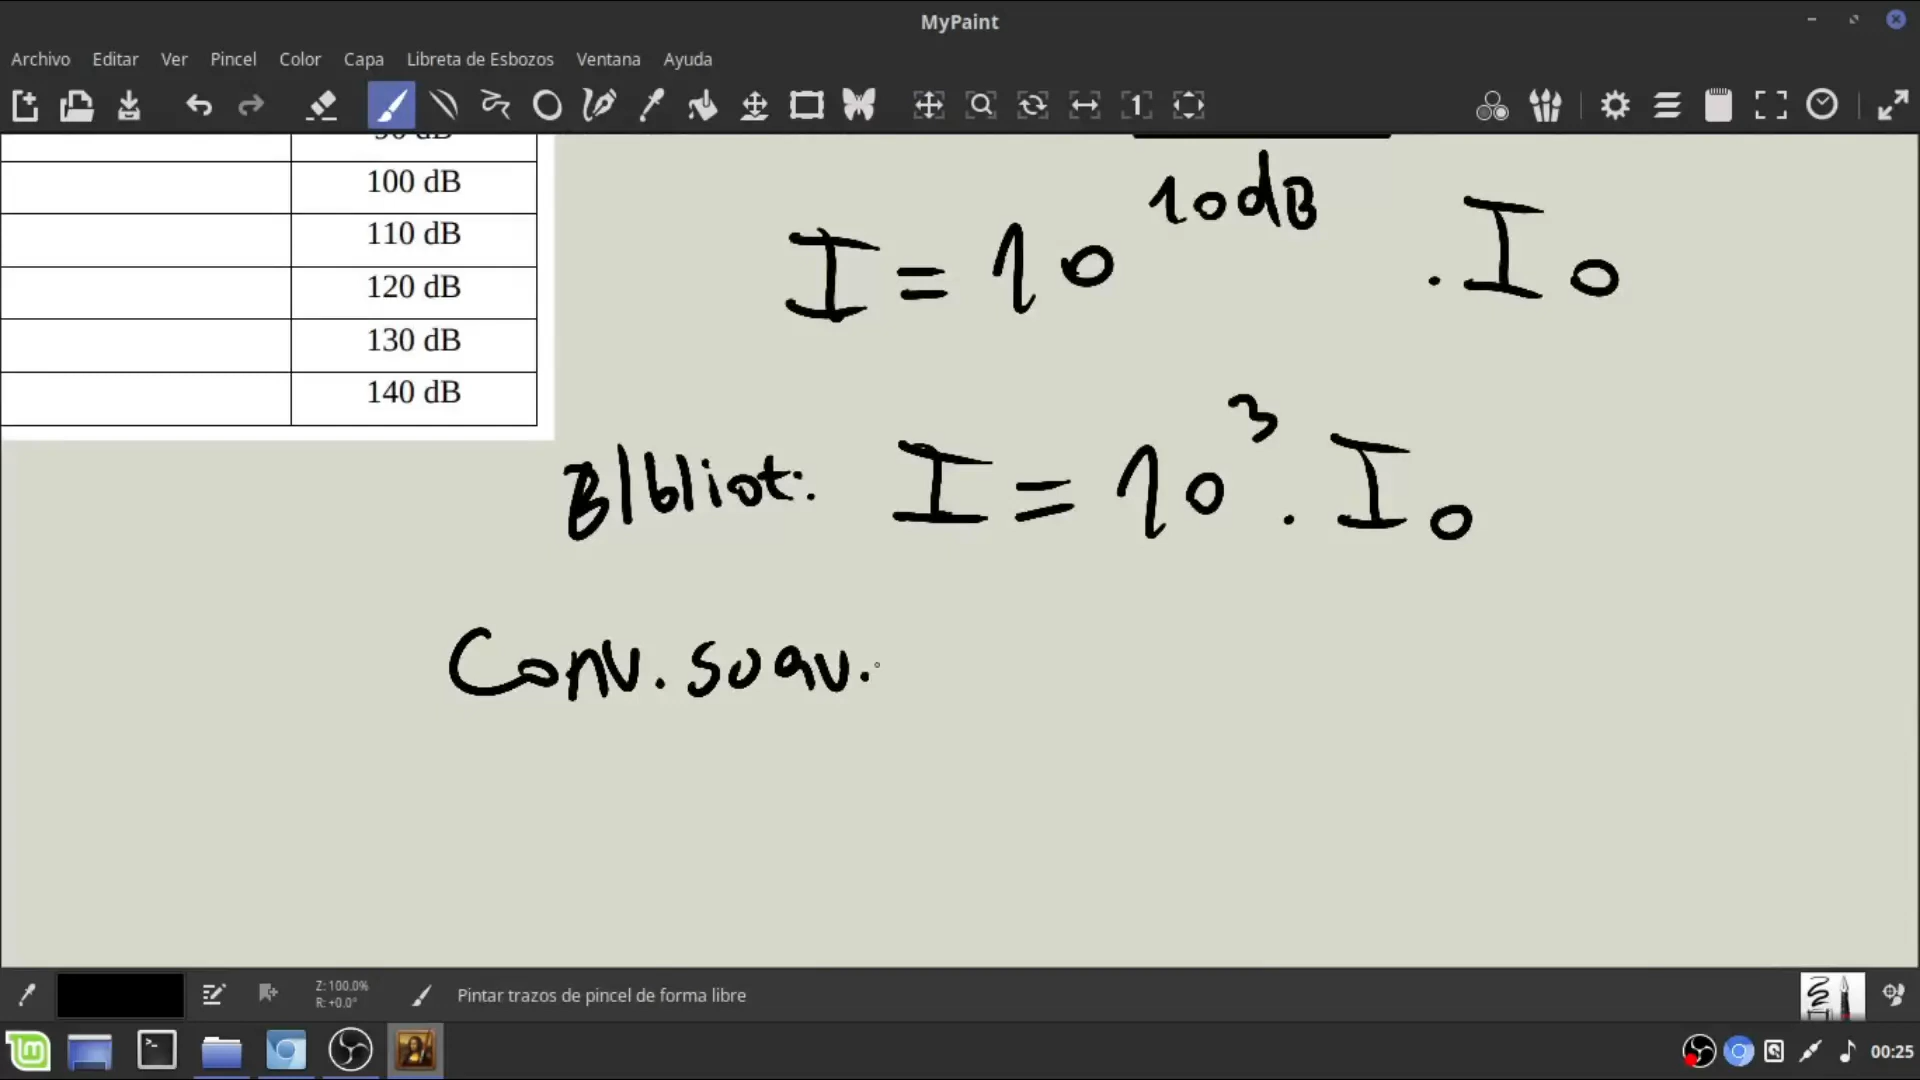 MyPaint
Archivo Editar Ver Pincel Color Capa Libreta de Esbozos Ventana Ayuda
100 dB
110 dB
120 dB
130 dB
140 dB
10dB
I = 10 . I0
Bibliot: I = 10³ . I0
Conv. suav.
Z: 100.0%
R: +0.0°
Pintar trazos de pincel de forma libre
00:25